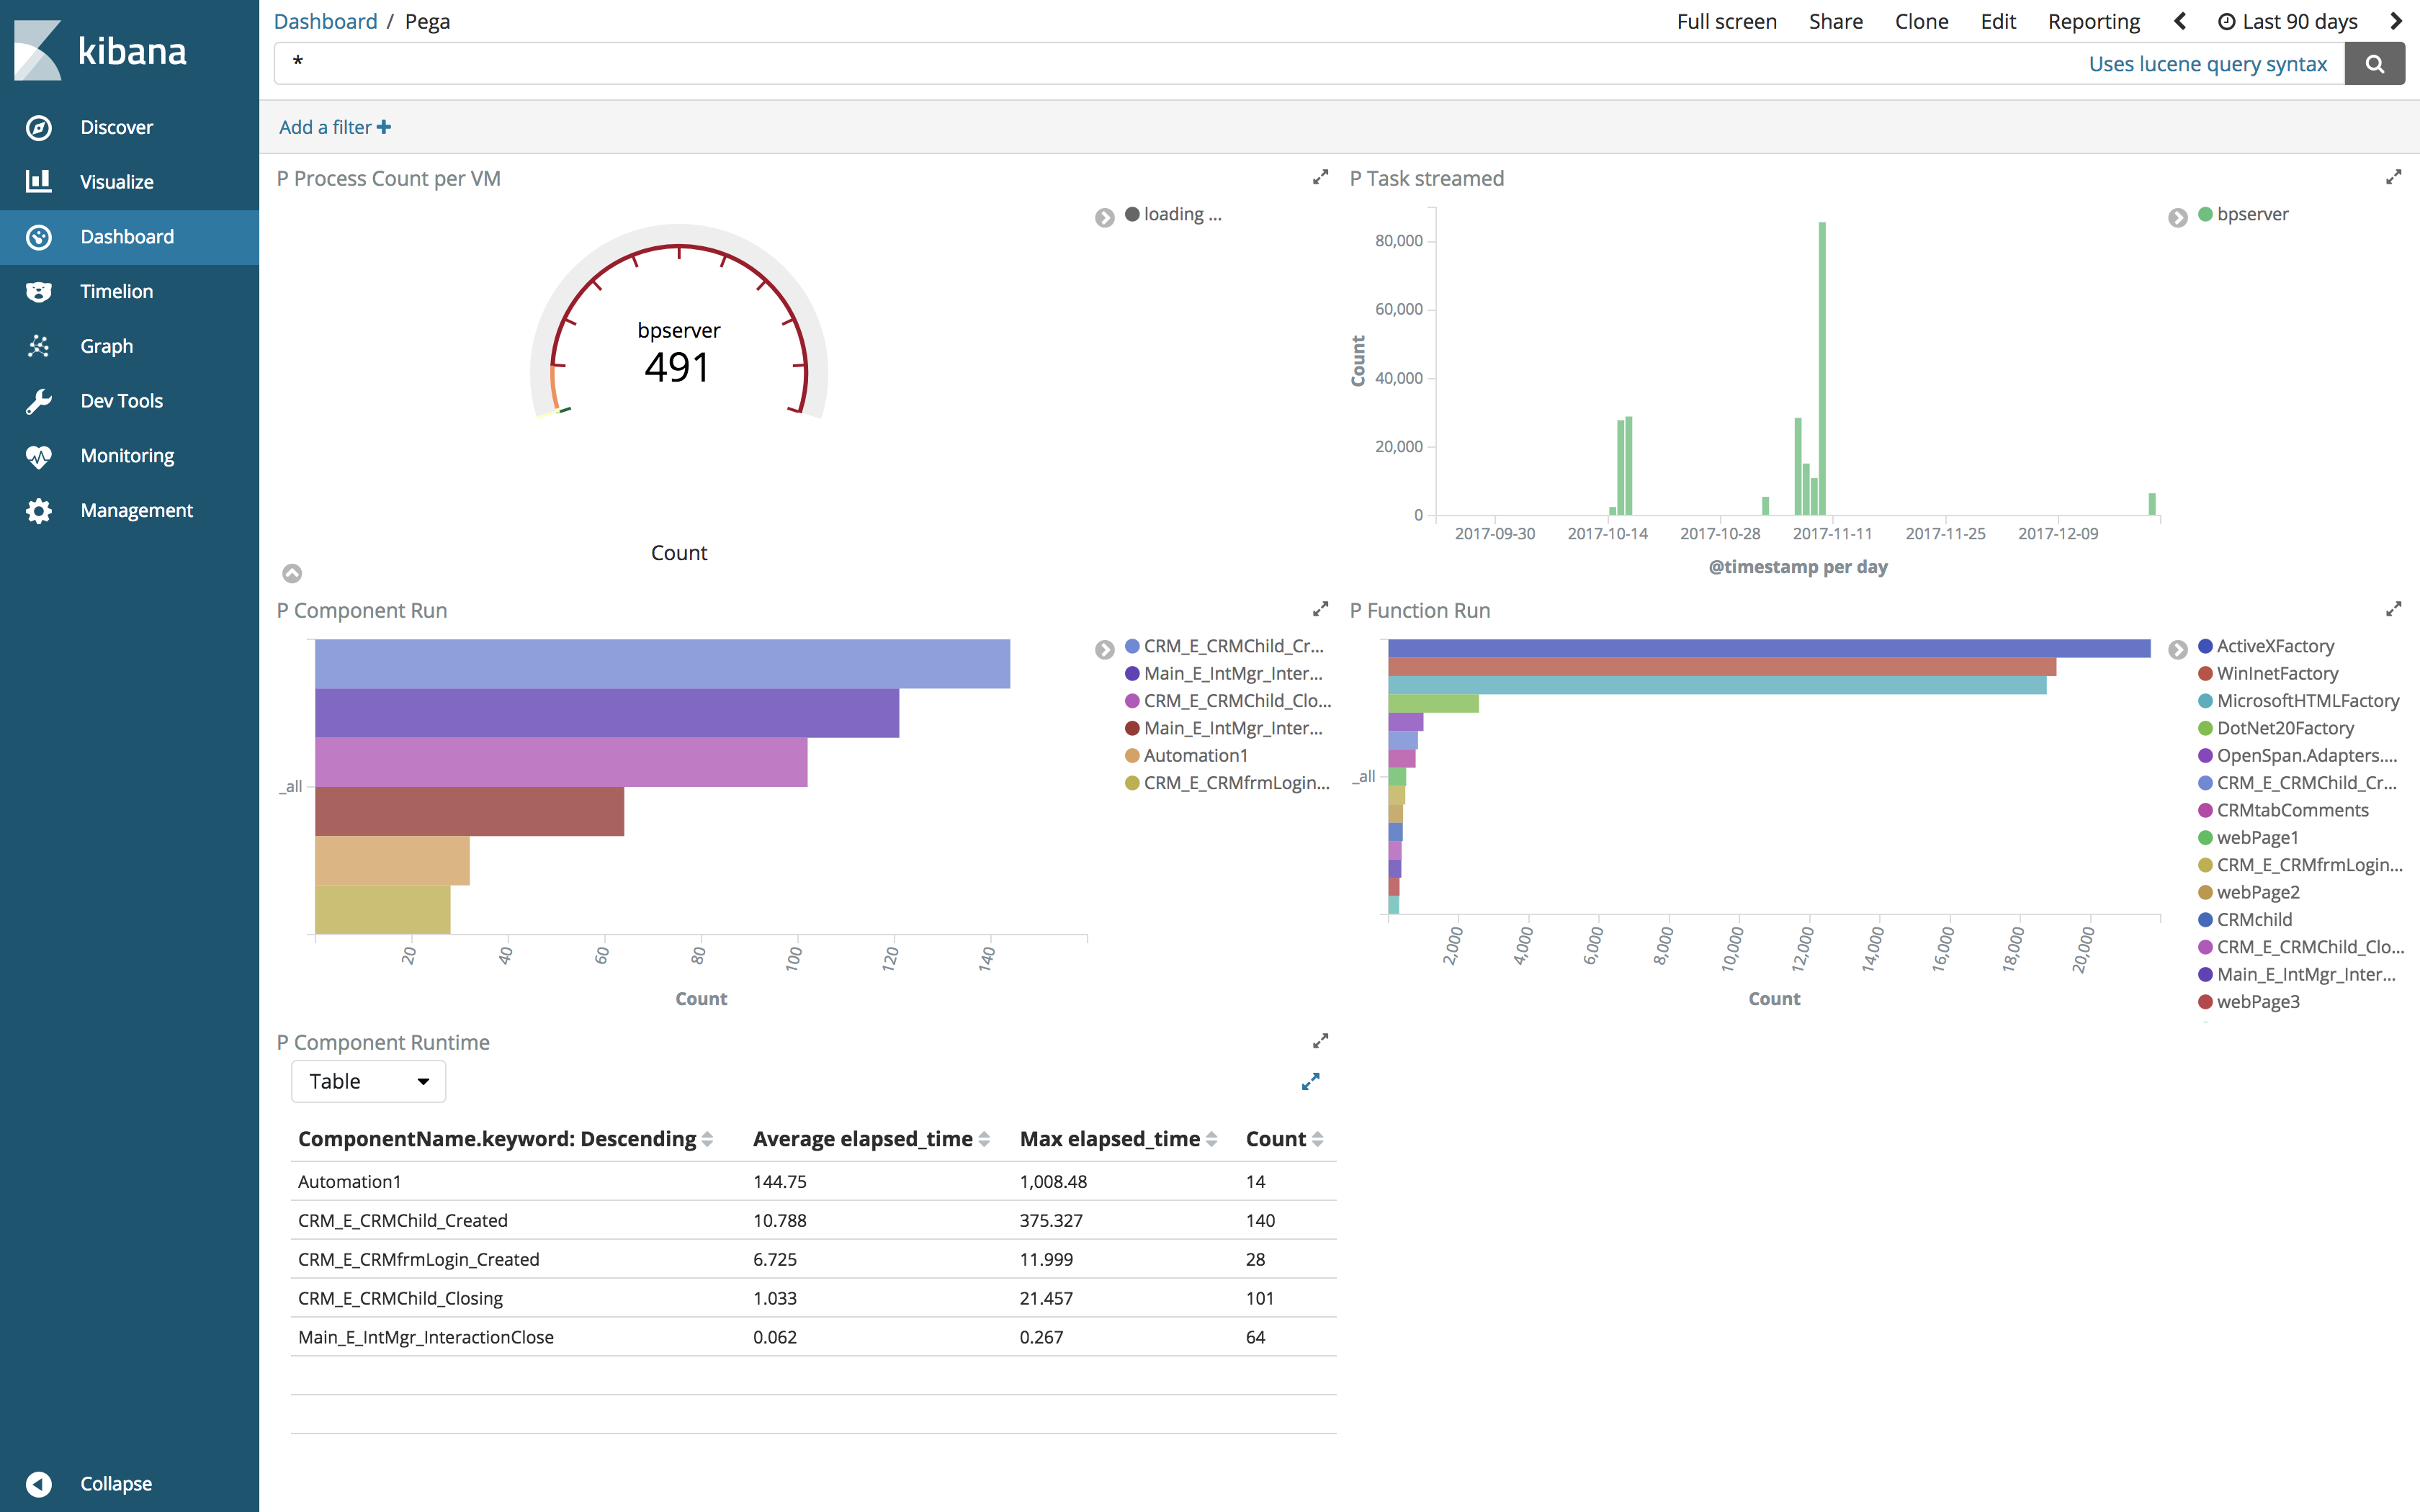 kibana
Discover
Visualize
Dashboard
Timelion
Graph
Dev Tools
Monitoring
Management
Collapse
Dashboard / Pega
Full screen Share Clone Edit Reporting Last 90 days
* Uses lucene query syntax
Add a filter
P Process Count per VM
loading ...
bpserver
491
Count
P Task streamed
bpserver
80,000
60,000
40,000
20,000
0
Count
2017-09-30 2017-10-14 2017-10-28 2017-11-11 2017-11-25 2017-12-09
@timestamp per day
P Component Run
_all
20 40 60 80 100 120 140
Count
CRM_E_CRMChild_Cr...
Main_E_IntMgr_Inter...
CRM_E_CRMChild_Clo...
Main_E_IntMgr_Inter...
Automation1
CRM_E_CRMfrmLogin...
P Function Run
_all
2,000 4,000 6,000 8,000 10,000 12,000 14,000 16,000 18,000 20,000
Count
ActiveXFactory
WinInetFactory
MicrosoftHTMLFactory
DotNet20Factory
OpenSpan.Adapters....
CRM_E_CRMChild_Cr...
CRMtabComments
webPage1
CRM_E_CRMfrmLogin...
webPage2
CRMchild
CRM_E_CRMChild_Clo...
Main_E_IntMgr_Inter...
webPage3
P Component Runtime
Table
ComponentName.keyword: Descending Average elapsed_time Max elapsed_time Count
Automation1 144.75 1,008.48 14
CRM_E_CRMChild_Created 10.788 375.327 140
CRM_E_CRMfrmLogin_Created 6.725 11.999 28
CRM_E_CRMChild_Closing 1.033 21.457 101
Main_E_IntMgr_InteractionClose 0.062 0.267 64